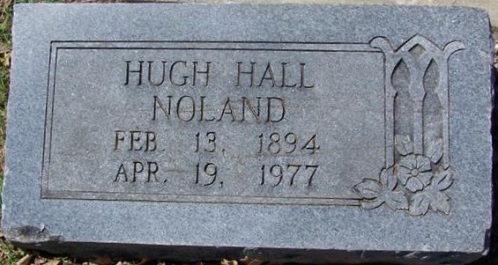 HUGH HALL
NOLAND
FEB. 13, 1894
APR. 19, 1977